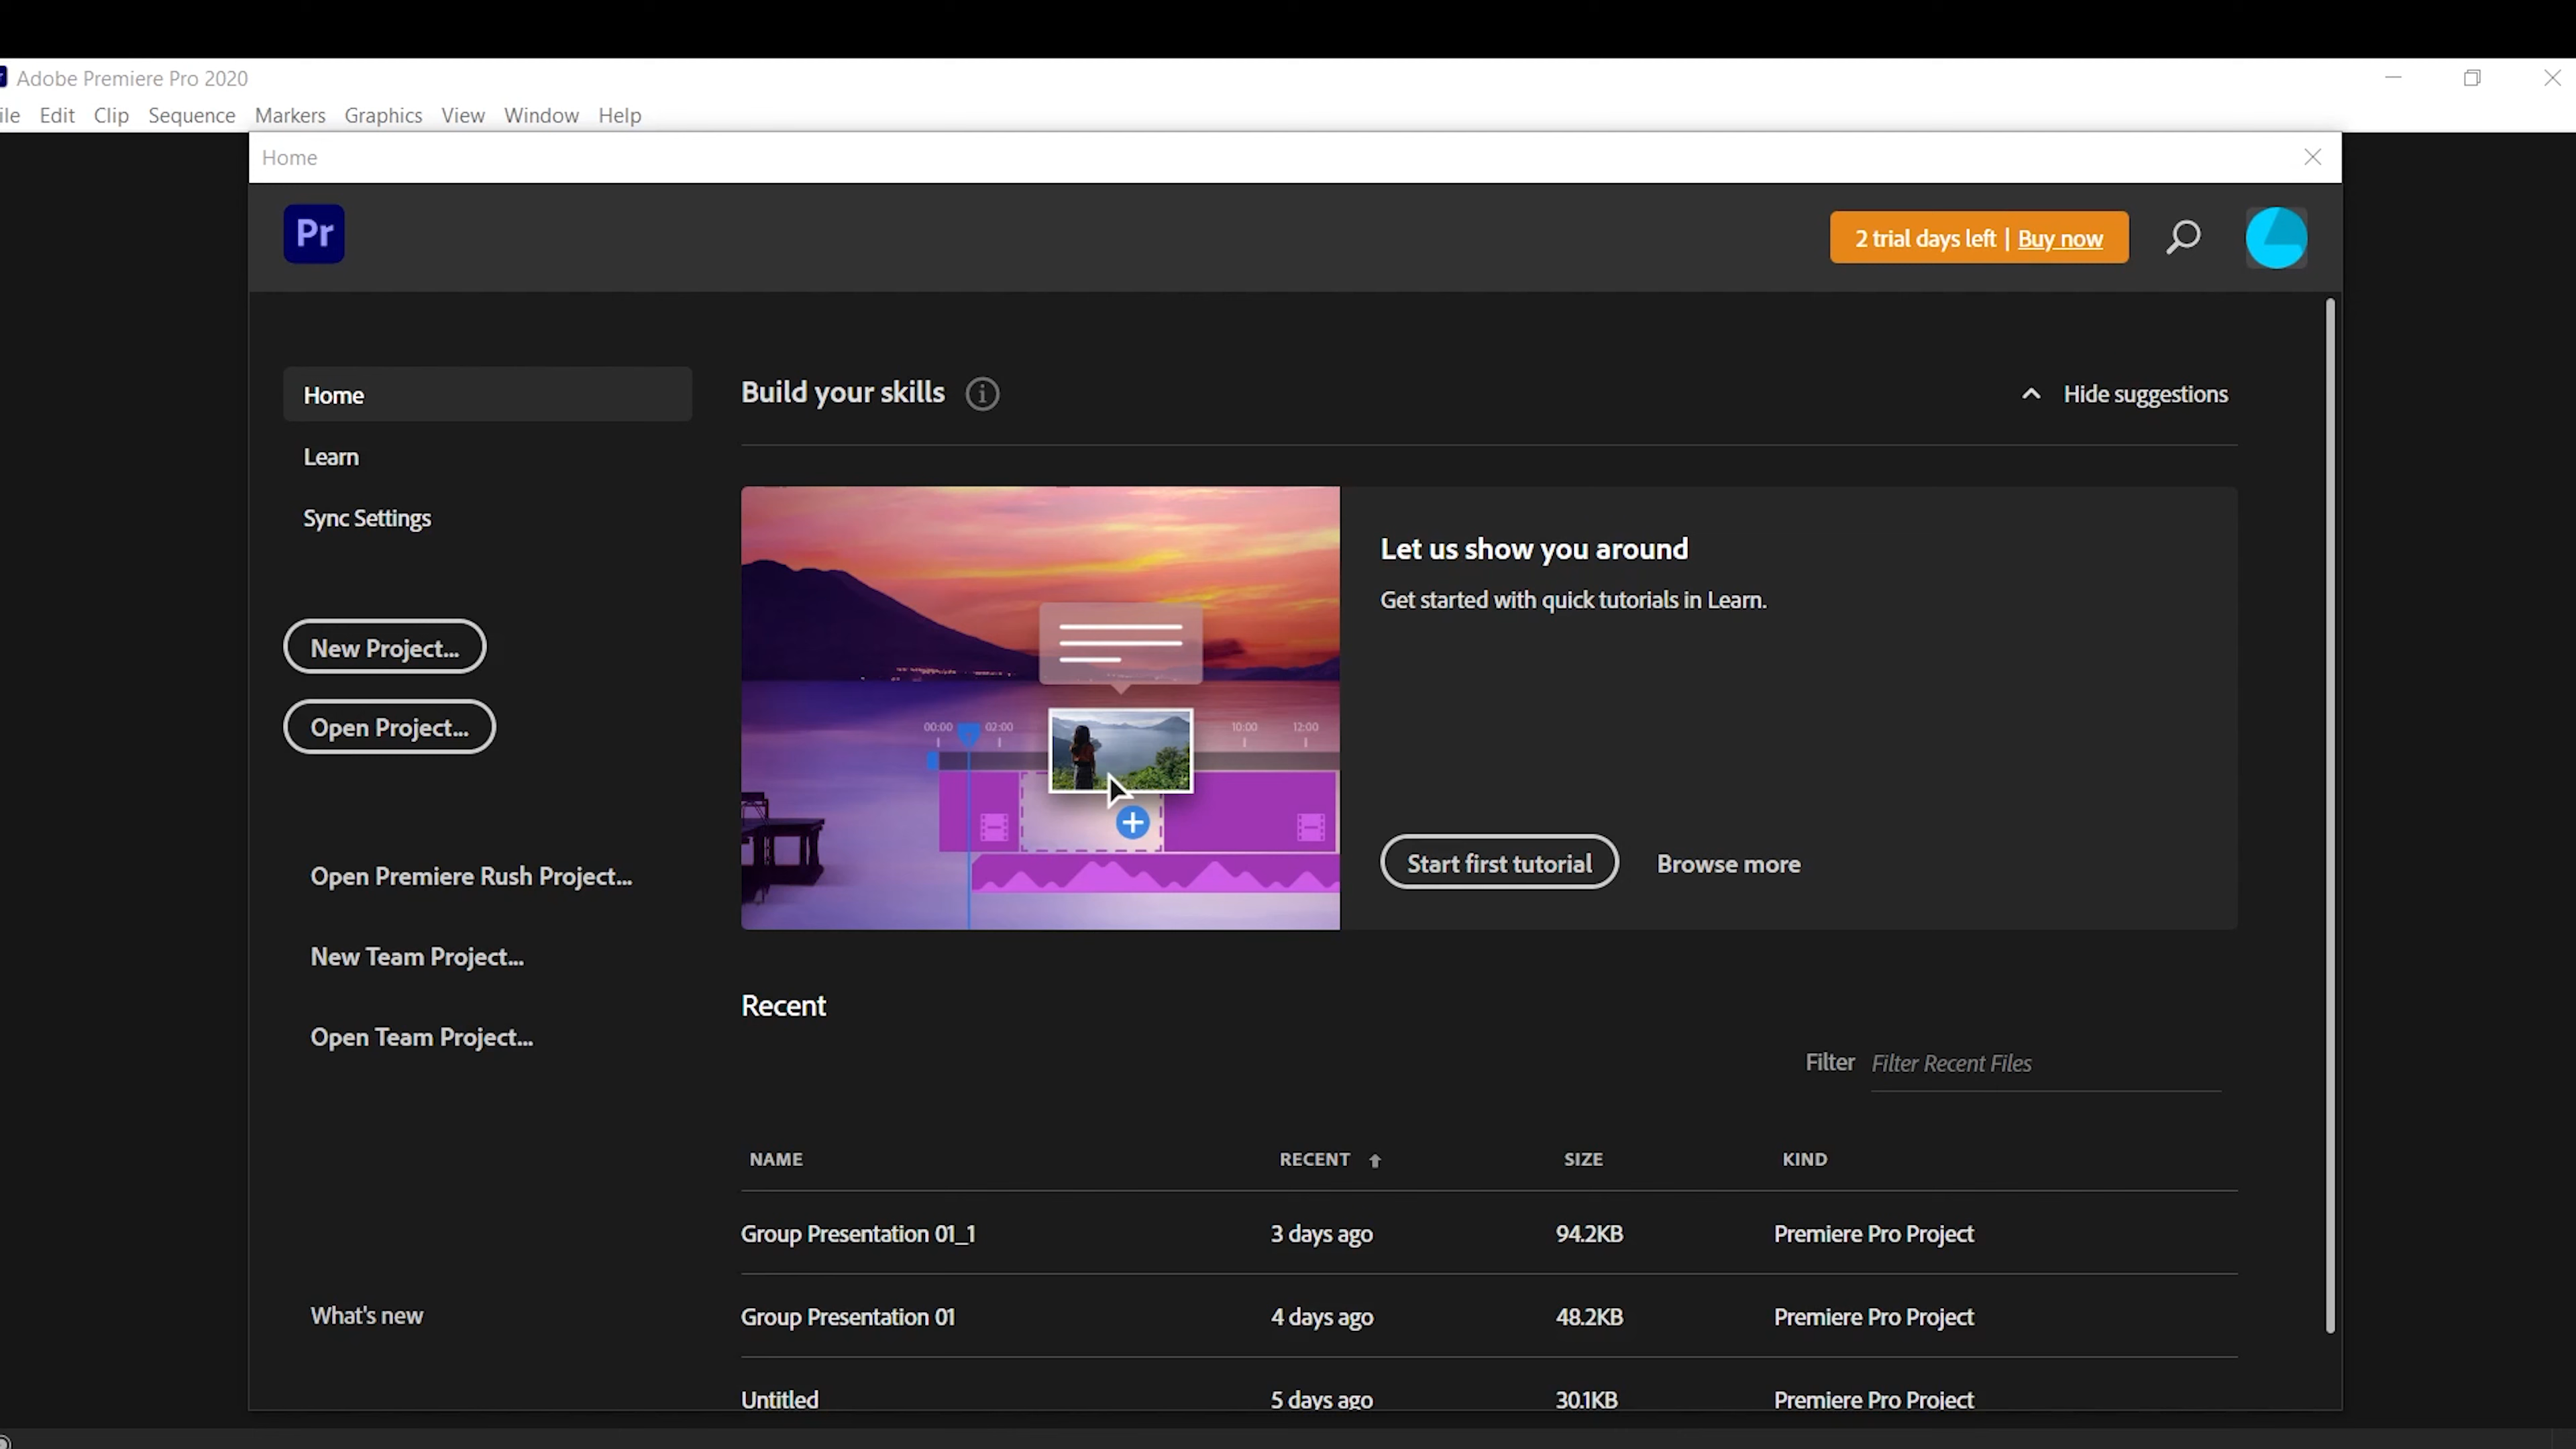 Adobe Premiere Pro 2020
ile Edit Clip Sequence Markers Graphics View Window Help
Home
Pr
2 trial days left | Buy now
Home
Learn
Sync Settings
New Project...
Open Project...
Open Premiere Rush Project...
New Team Project...
Open Team Project...
What's new
Build your skills
Hide suggestions
00:00 02:00 10:00 12:00
Let us show you around
Get started with quick tutorials in Learn.
Start first tutorial Browse more
Recent
Filter Filter Recent Files
NAME RECENT SIZE KIND
Group Presentation 01_1 3 days ago 94.2KB Premiere Pro Project
Group Presentation 01 4 days ago 48.2KB Premiere Pro Project
Untitled 5 days ago 30.1KB Premiere Pro Project